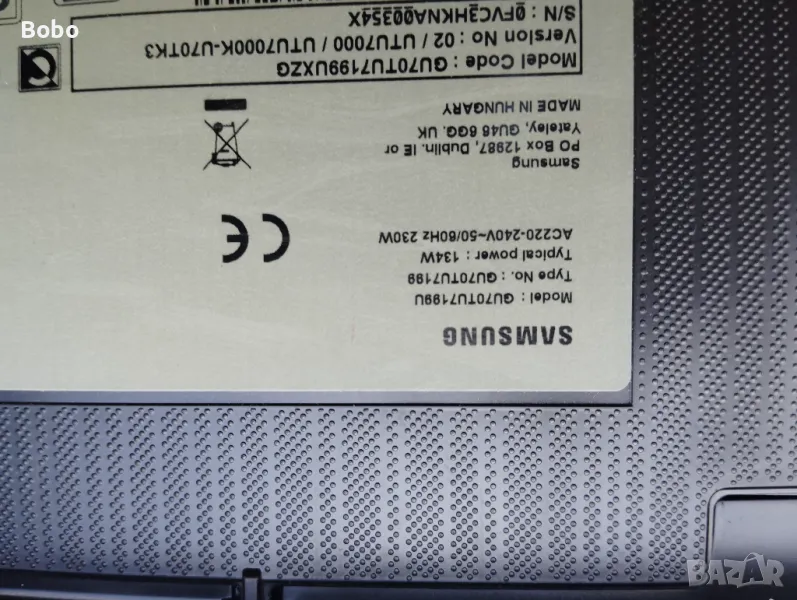 Bobo
SAMSUNG
Model : GU70TU7199U
Type No. : GU70TU7199
Typical power : 134W
AC220-240V~50/60Hz 230W
CE
Samsung
PO Box 12987, Dublin. IE or
Yateley, GU46 6GG. UK
MADE IN HUNGARY
Model Code : GU70TU7199UXZG
Version No : 02 / UTU7000 / UTU7000K-U70TK3
S/N : 0FVC3HKNA00354X
BAZAR